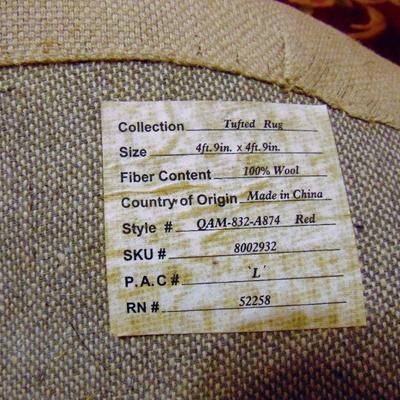 Collection Tufted Rug
Size 4ft.9in. x 4ft.9in.
Fiber Content 100% Wool
Country of Origin Made in China
Style # QAM-832-A874 Red
SKU # 8002932
P.A.C # 'L'
RN # 52258